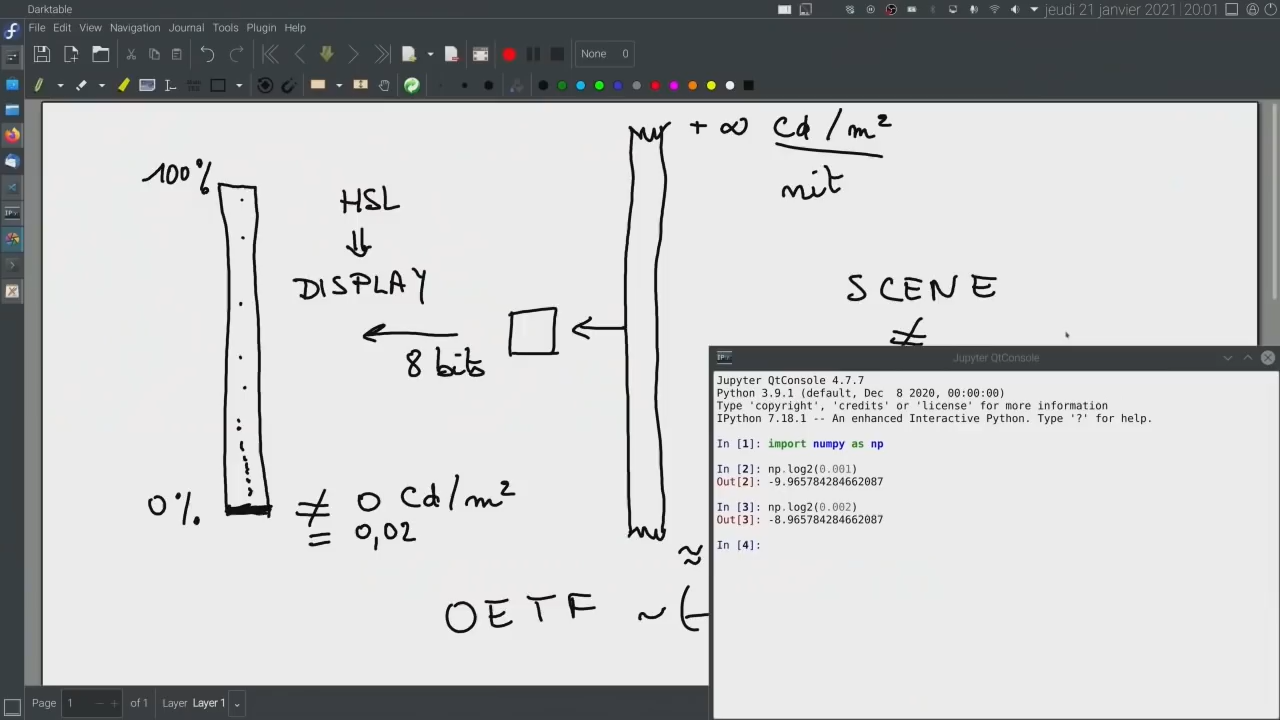 Darktable
jeudi 21 janvier 2021 | 20:01
File Edit View Navigation Journal Tools Plugin Help
None 0
+ ∞ Cd/m²
nit
100%
HSL
⇓
DISPLAY
8 bits
SCENE
≠
0% ≠ 0 Cd/m²
= 0,02
≈
OETF ~ (
Jupyter QtConsole
Jupyter QtConsole 4.7.7
Python 3.9.1 (default, Dec 8 2020, 00:00:00)
Type 'copyright', 'credits' or 'license' for more information
IPython 7.18.1 -- An enhanced Interactive Python. Type '?' for help.
In [1]: import numpy as np
In [2]: np.log2(0.001)
Out[2]: -9.965784284662087
In [3]: np.log2(0.002)
Out[3]: -8.965784284662087
In [4]:
Page 1 of 1 Layer Layer 1